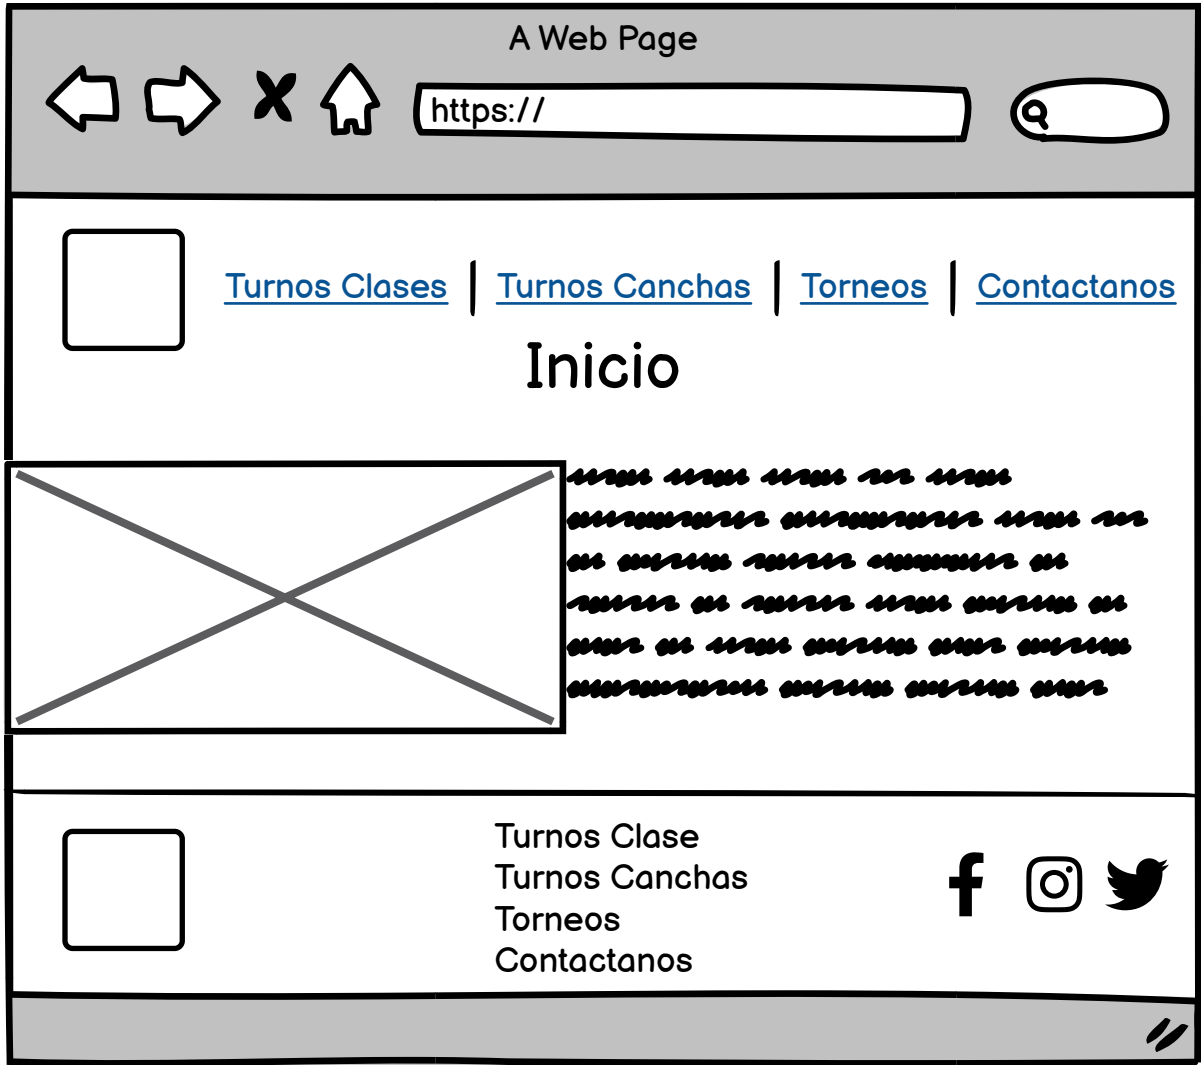 A Web Page
https://
Turnos Clases | Turnos Canchas | Torneos | Contactanos
Inicio
Turnos Clase
Turnos Canchas
Torneos
Contactanos